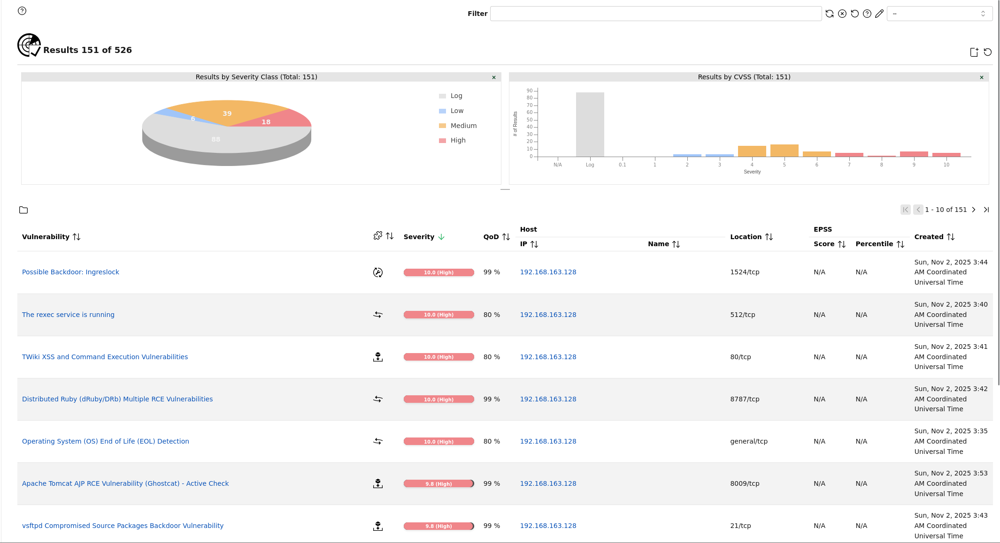 Filter
--
Results 151 of 526
Results by Severity Class (Total: 151) ×
39
6
18
88
Log
Low
Medium
High
Results by CVSS (Total: 151) ×
# of Results
90
80
70
60
50
40
30
20
10
0
N/A Log 0.1 1 2 3 4 5 6 7 8 9 10
Severity
1 - 10 of 151
Vulnerability Severity QoD Host Location EPSS Created
IP Name Score Percentile
Possible Backdoor: Ingreslock 10.0 (High) 99 % 192.168.163.128 1524/tcp N/A N/A Sun, Nov 2, 2025 3:44
AM Coordinated
Universal Time
The rexec service is running 10.0 (High) 80 % 192.168.163.128 512/tcp N/A N/A Sun, Nov 2, 2025 3:40
AM Coordinated
Universal Time
TWiki XSS and Command Execution Vulnerabilities 10.0 (High) 80 % 192.168.163.128 80/tcp N/A N/A Sun, Nov 2, 2025 3:41
AM Coordinated
Universal Time
Distributed Ruby (dRuby/DRb) Multiple RCE Vulnerabilities 10.0 (High) 99 % 192.168.163.128 8787/tcp N/A N/A Sun, Nov 2, 2025 3:42
AM Coordinated
Universal Time
Operating System (OS) End of Life (EOL) Detection 10.0 (High) 80 % 192.168.163.128 general/tcp N/A N/A Sun, Nov 2, 2025 3:35
AM Coordinated
Universal Time
Apache Tomcat AJP RCE Vulnerability (Ghostcat) - Active Check 9.8 (High) 99 % 192.168.163.128 8009/tcp N/A N/A Sun, Nov 2, 2025 3:53
AM Coordinated
Universal Time
vsftpd Compromised Source Packages Backdoor Vulnerability 9.8 (High) 99 % 192.168.163.128 21/tcp N/A N/A Sun, Nov 2, 2025 3:43
AM Coordinated
Universal Time